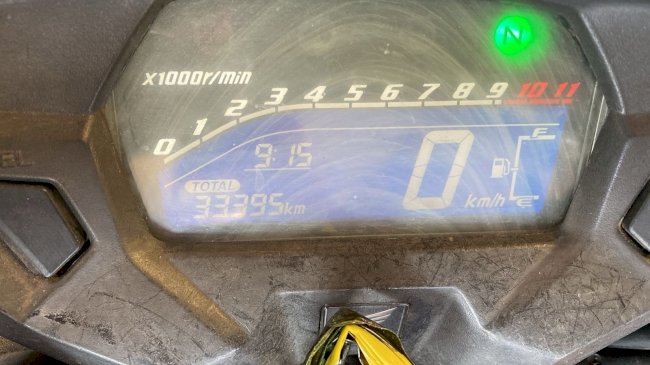 N
x1000r/min
0 1 2 3 4 5 6 7 8 9 10 11
9:15
0
F
TOTAL
33395km
km/h
E